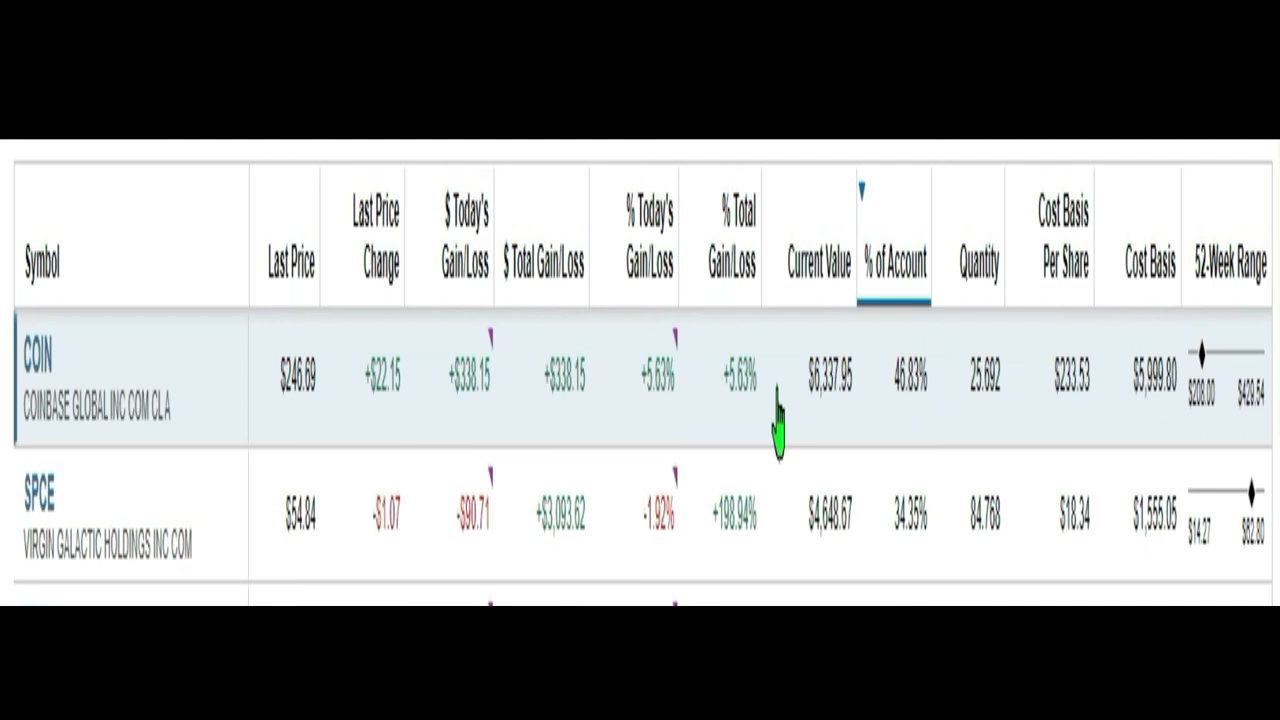 Symbol Last Price Last Price Change $ Today's Gain/Loss $ Total Gain/Loss % Today's Gain/Loss % Total Gain/Loss Current Value % of Account Quantity Cost Basis Per Share Cost Basis 52-Week Range
COIN
COINBASE GLOBAL INC COM CL A
$246.69 +$22.15 +$338.15 +$338.15 +5.63% +5.63% $6,337.95 46.83% 25.692 $233.53 $5,999.80
$208.00 $429.54
SPCE
VIRGIN GALACTIC HOLDINGS INC COM
$54.84 -$1.07 -$90.71 +$3,093.62 -1.92% +198.94% $4,648.67 34.35% 84.768 $18.34 $1,555.05
$14.27 $62.80